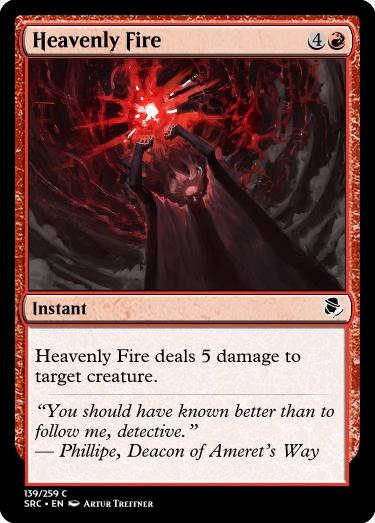 Heavenly Fire 4
Instant
Heavenly Fire deals 5 damage to
target creature.
“You should have known better than to
follow me, detective.”
— Phillipe, Deacon of Ameret's Way
139/259 C
SRC • EN Artur Treffner